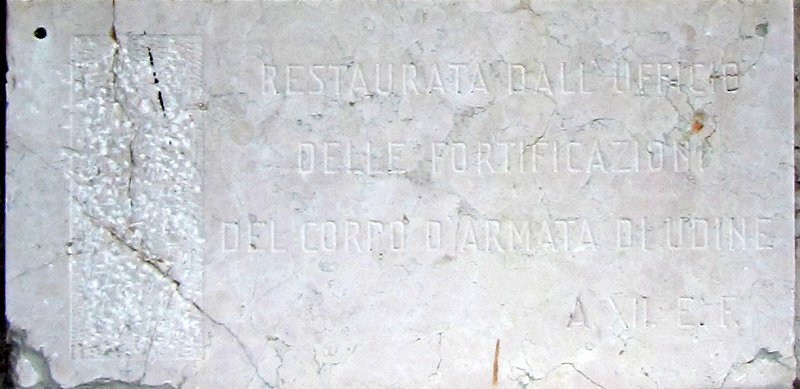 RESTAURATA DALL'UFFICIO
DELLE FORTIFICAZIONI
DEL CORPO D'ARMATA DI UDINE
A. XII. E. F.